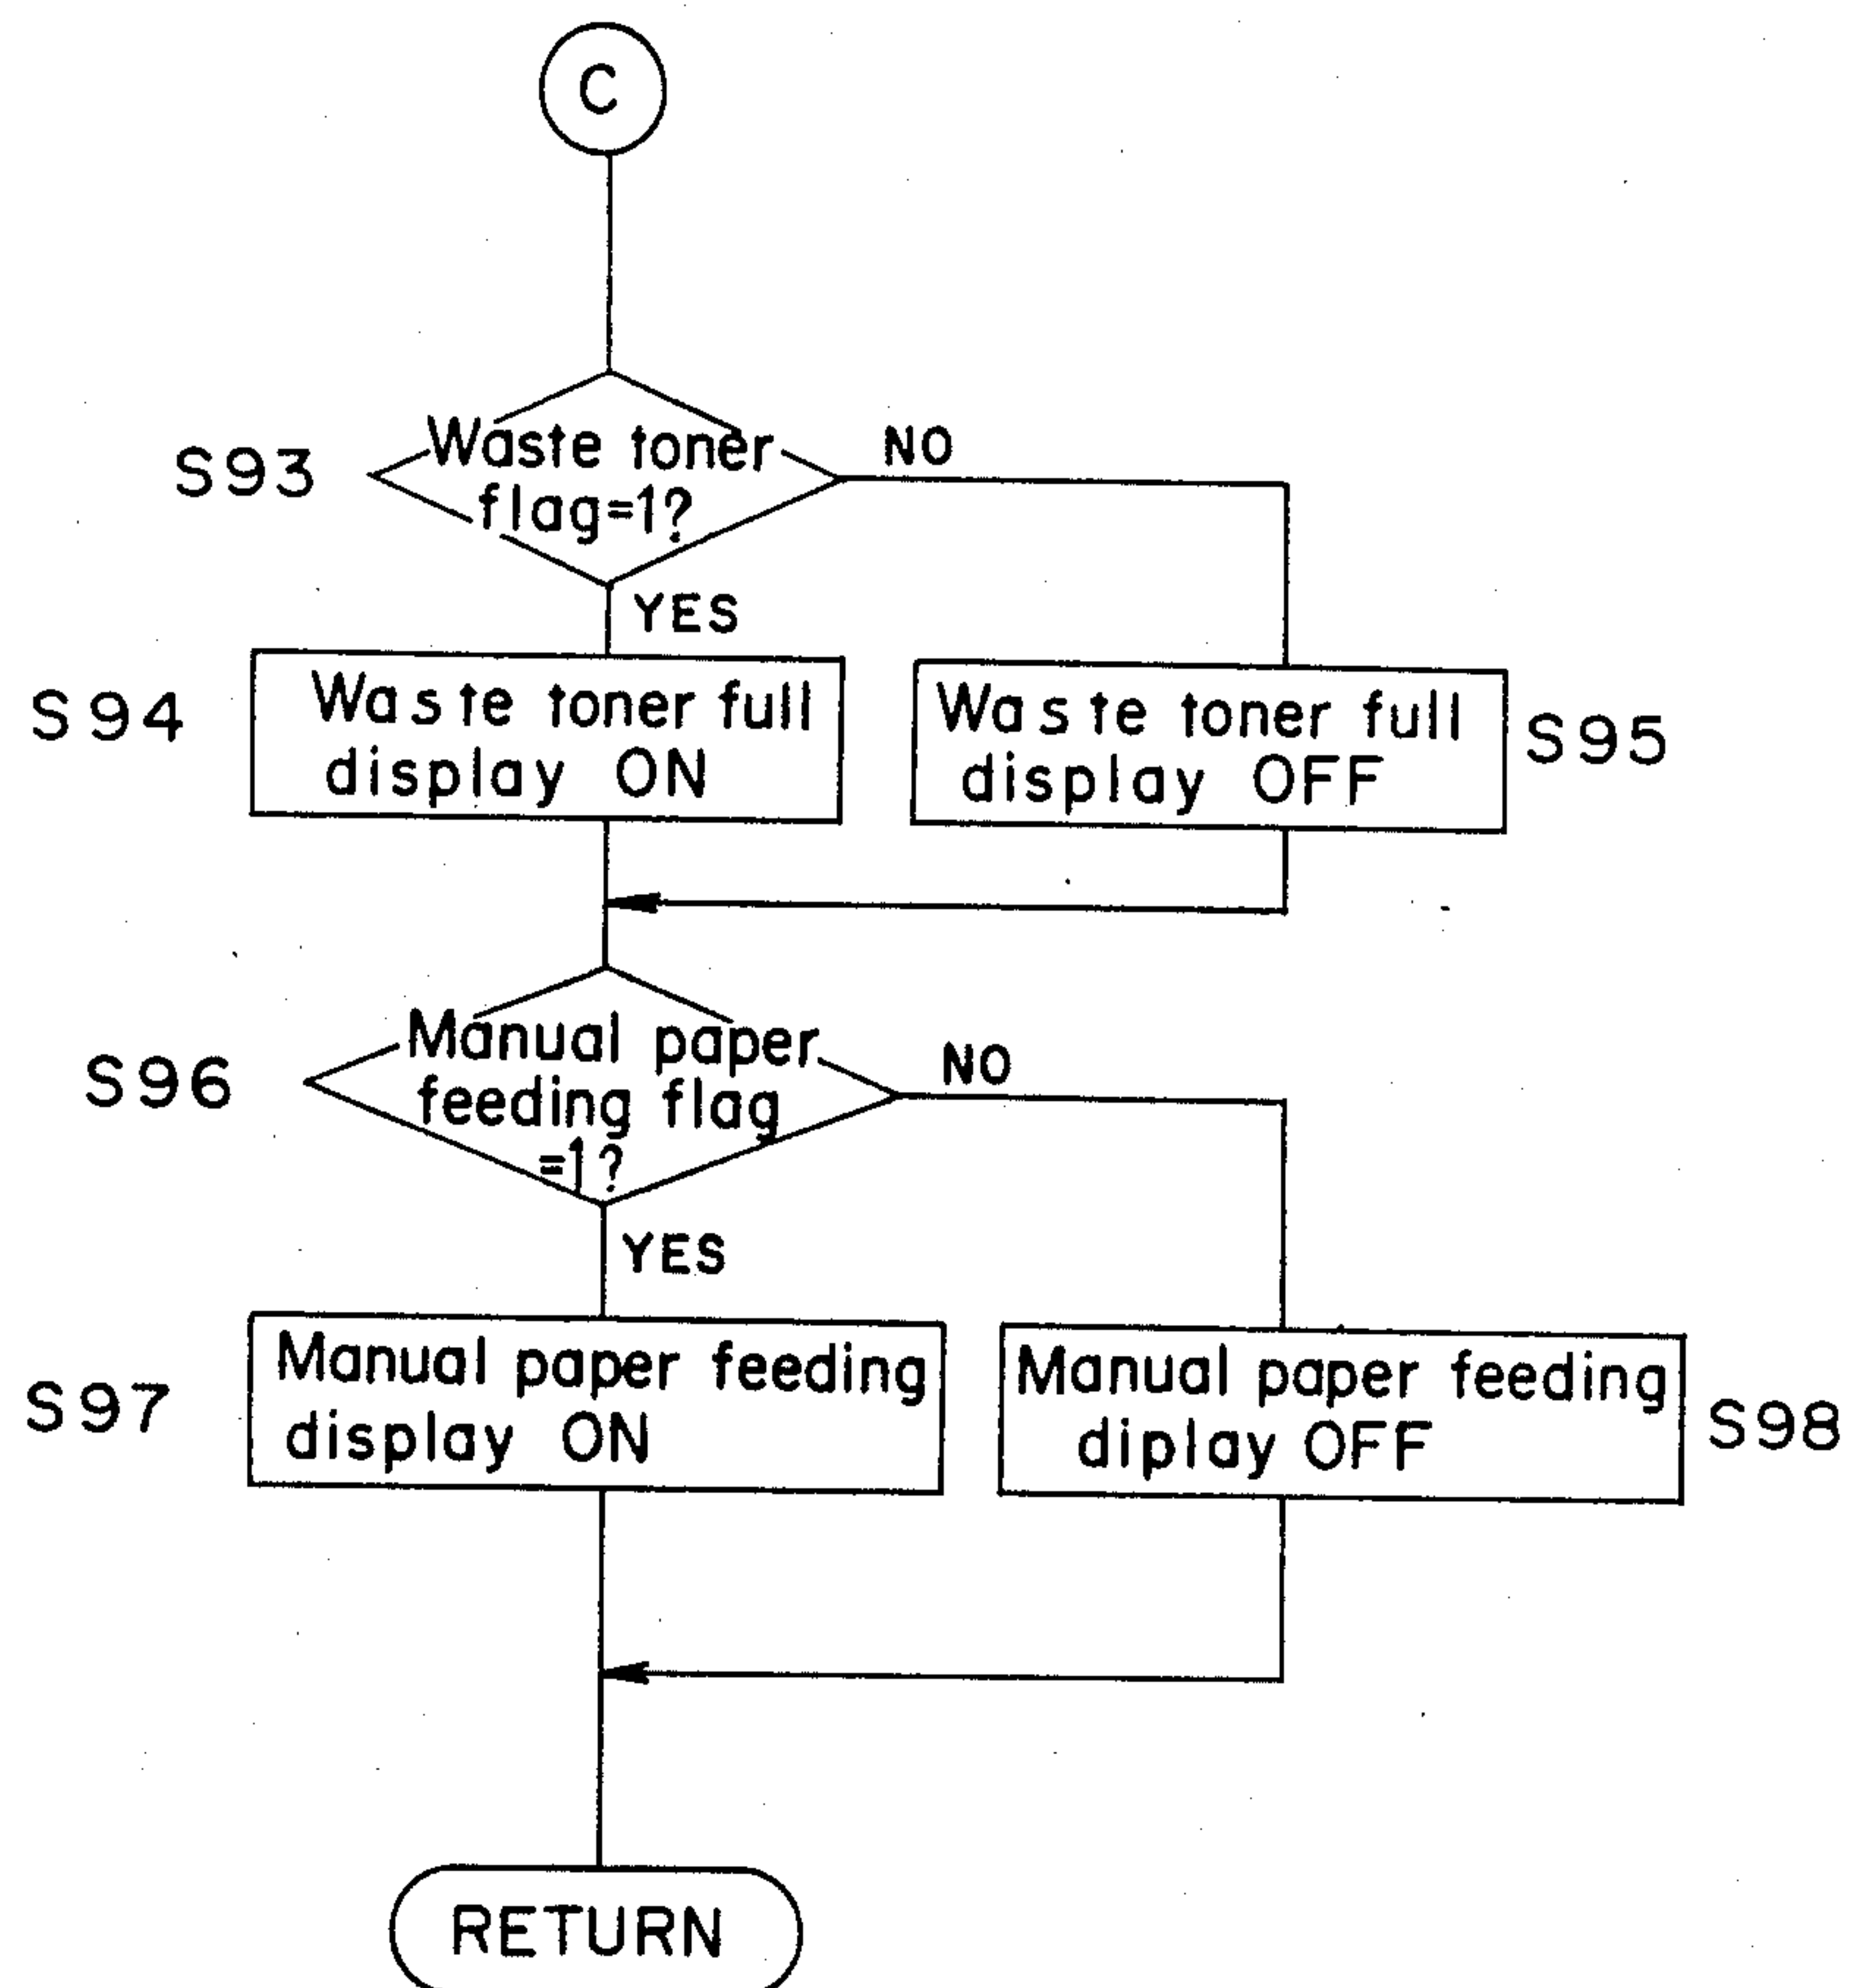 C
S93
Waste toner
flag=1?
NO
YES
S94
Waste toner full
display ON
Waste toner full
display OFF
S95
S96
Manual paper
feeding flag
=1?
NO
YES
S97
Manual paper feeding
display ON
Manual paper feeding
diplay OFF
S98
RETURN